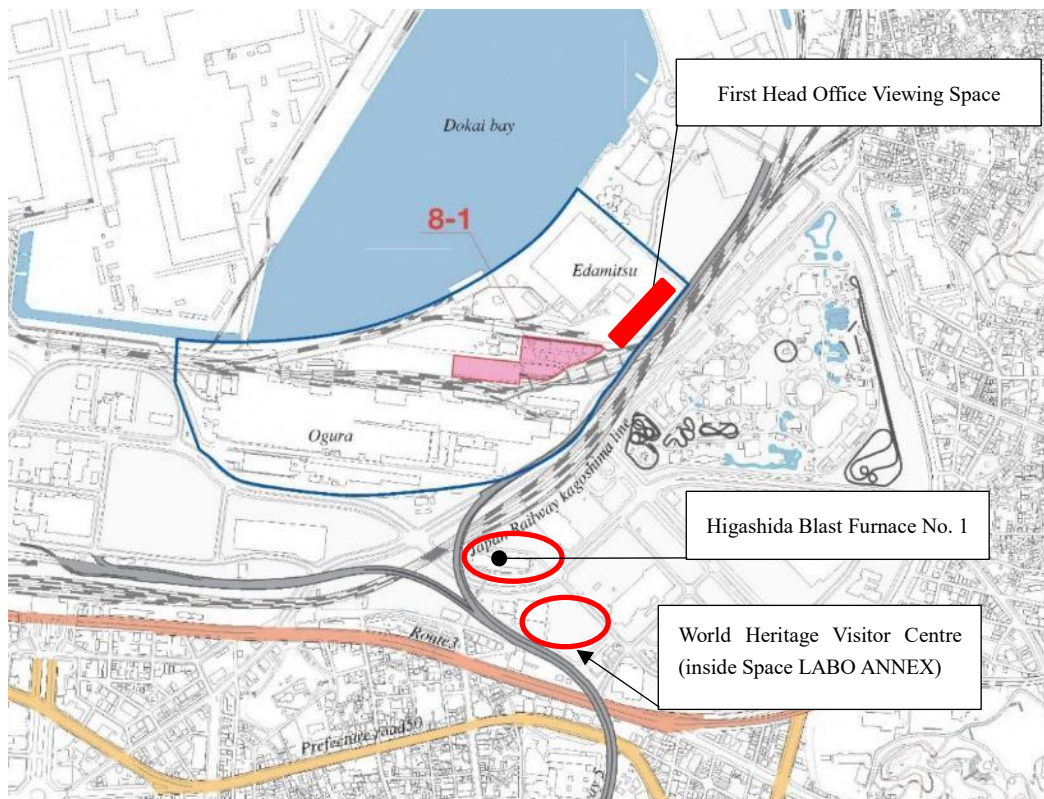 First Head Office Viewing Space
Dokai bay
8-1
Edamitsu
Ogura
Japan Railway kagoshima line
Higashida Blast Furnace No. 1
World Heritage Visitor Centre
(inside Space LABO ANNEX)
Route3
Prefecture road50